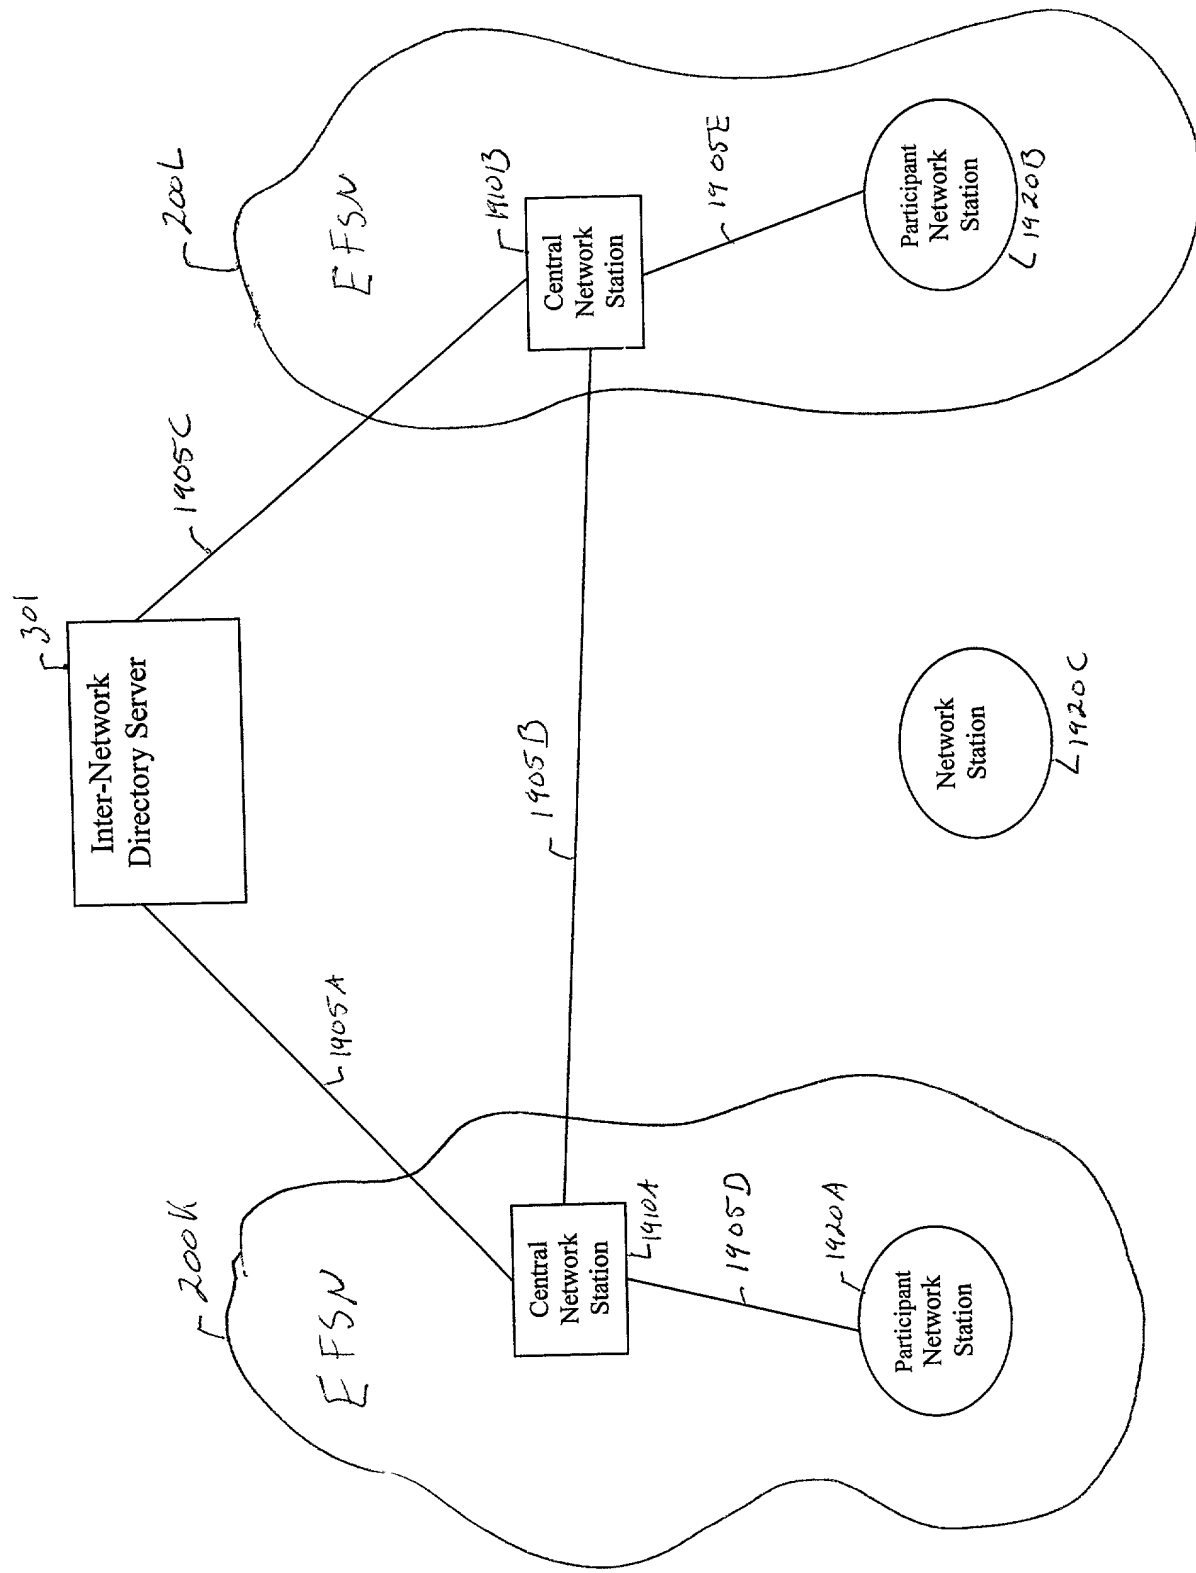 301
Inter-Network
Directory Server
1905A
1905C
200K
EFSN
200L
EFSN
Central
Network
Station
1910A
1905B
Central
Network
Station
1910B
1905D
1905E
1920A
Participant
Network
Station
Network
Station
1920C
Participant
Network
Station
1920B